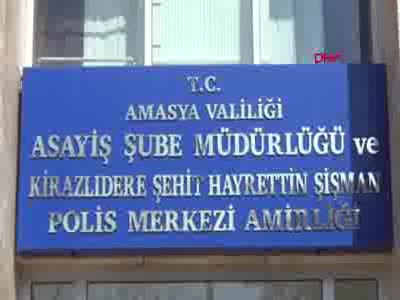 DHA
T.C.
AMASYA VALİLİĞİ
ASAYİŞ ŞUBE MÜDÜRLÜĞÜ ve
KİRAZLIDERE ŞEHİT HAYRETTİN ŞİŞMAN
POLİS MERKEZİ AMİRLİĞİ